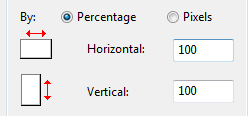 By: Percentage Pixels
Horizontal: 100
Vertical: 100